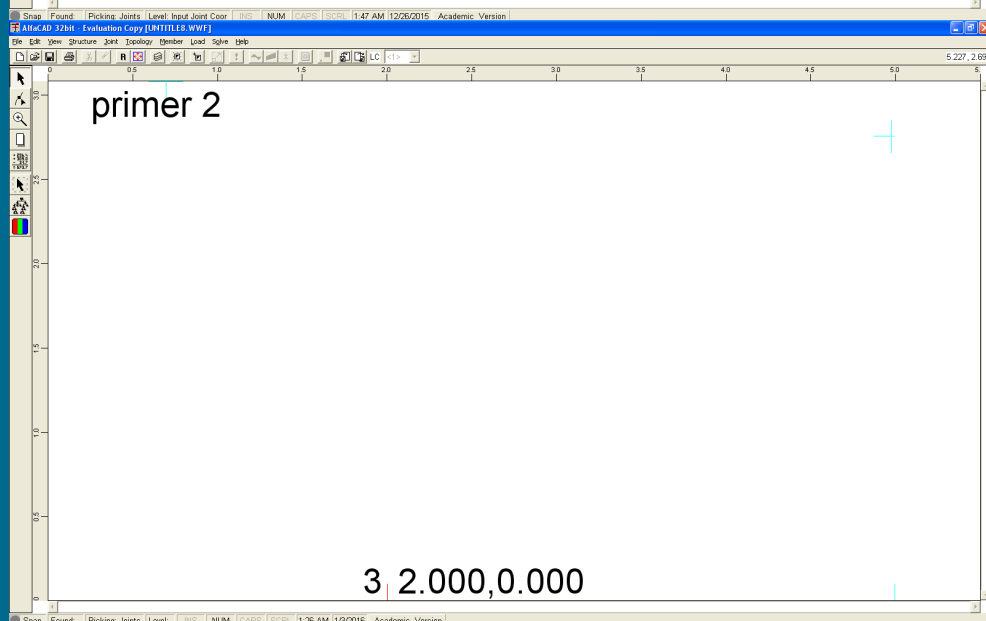 Snap Found: Picking: Joints Level: Input Joint Coor INS NUM CAPS SCRL 1:47 AM 12/26/2015 Academic Version
AlfaCAD 32bit - Evaluation Copy [UNTITLE8.WWF]
File Edit View Structure Joint Topology Member Load Solve Help
R LC <1> 5.227, 2.69
0 0.5 1.0 1.5 2.0 2.5 3.0 3.5 4.0 4.5 5.0 5.
3.0
primer 2
2.5
2.0
1.5
1.0
0.5
0
3 2.000,0.000
Snap Found: Picking: Joints Level: INS NUM CAPS SCRL 1:26 AM 1/3/2016 Academic Version